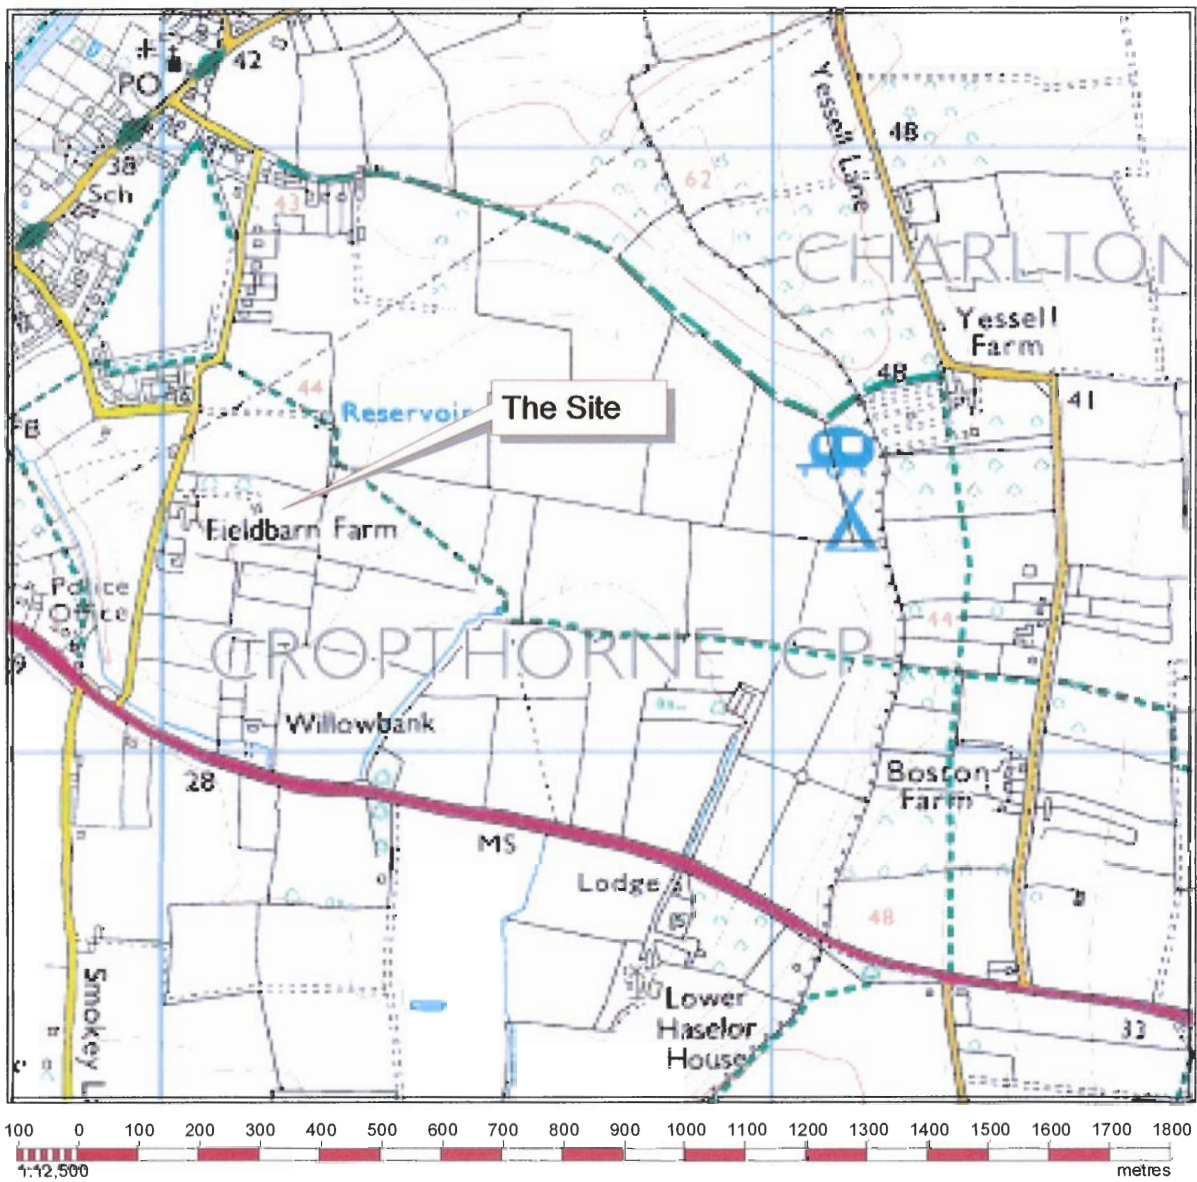 42
PO
38
Sch
43
62
Yessell Lane
48
CHARLTON
Yessell
Farm
48
41
44
Reservoir
The Site
FB
Fieldbarn Farm
Police
Office
44
CROPTHORNE CP
Willowbank
28
MS
Boston
Farm
Lodge
48
Smokey L
Lower
Haselor
House
33
100 0 100 200 300 400 500 600 700 800 900 1000 1100 1200 1300 1400 1500 1600 1700 1800
1:12,500
metres